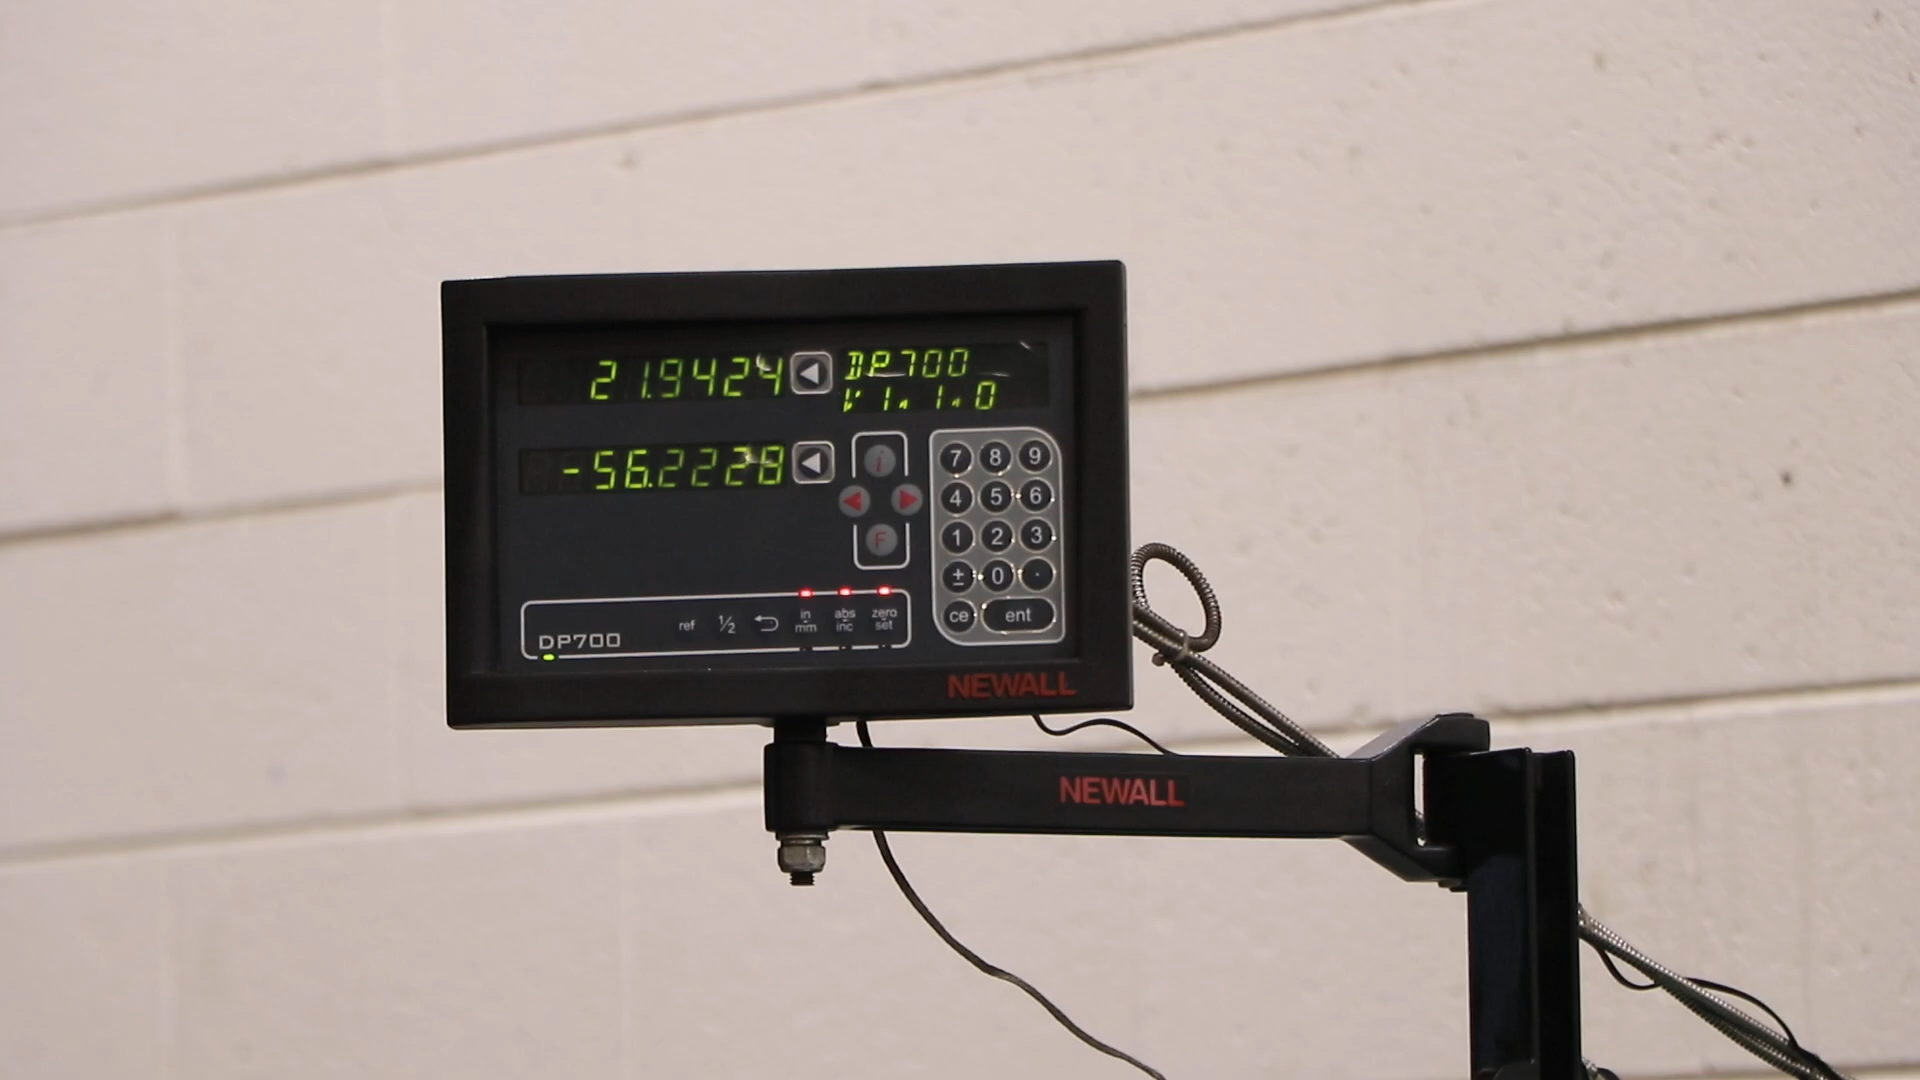 21.9424
DP700
v1.1.0
-56.2228
i
F
7 8 9
4 5 6
1 2 3
± 0 .
ce ent
ref ½ in mm abs inc zero set
DP700
NEWALL
NEWALL